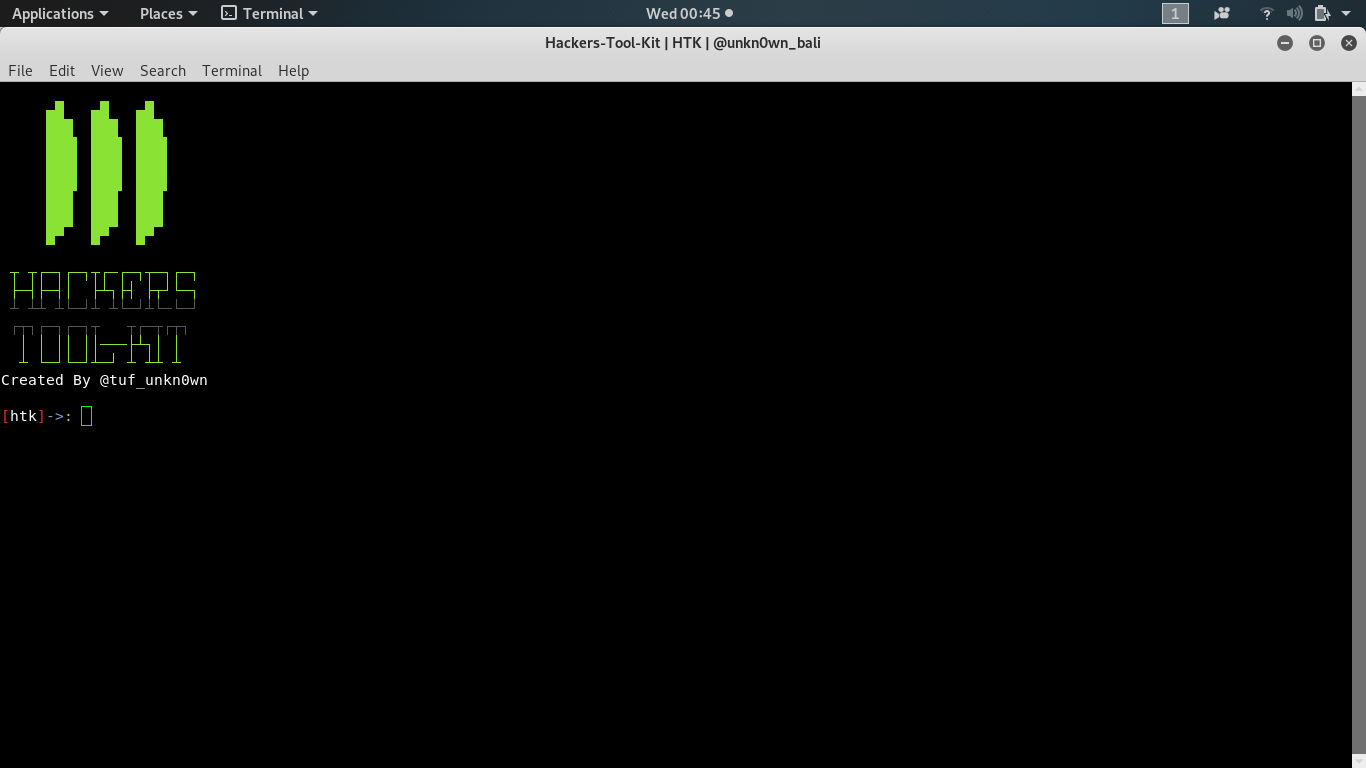 Applications Places Terminal Wed 00:45 1
Hackers-Tool-Kit | HTK | @unkn0wn_bali
File Edit View Search Terminal Help
HACKERS
TOOL-KIT
Created By @tuf_unkn0wn
[htk]->: